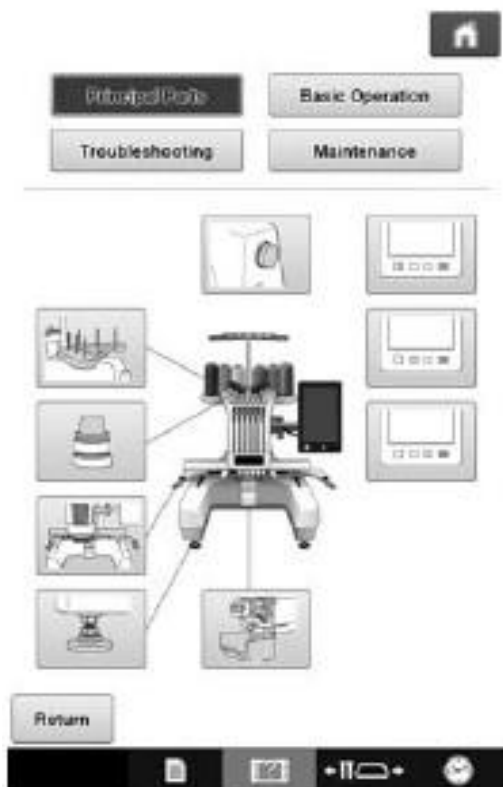 Principal Parts
Basic Operation
Troubleshooting
Maintenance
Return